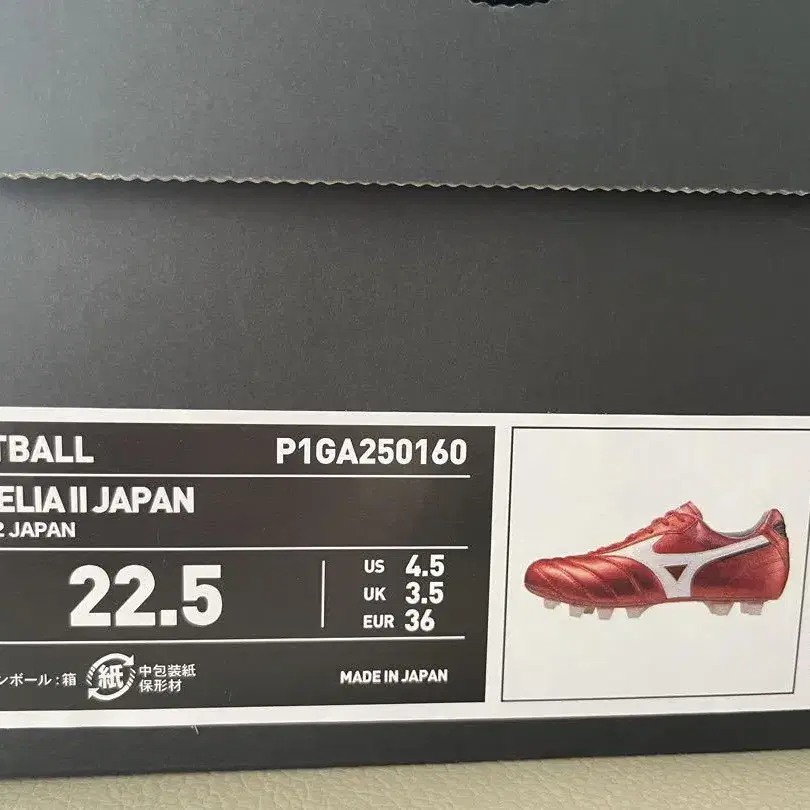 TBALL P1GA250160
ELIA II JAPAN
2 JAPAN
22.5
US 4.5
UK 3.5
EUR 36
ンボール:箱 紙 中包装紙
保形材
MADE IN JAPAN